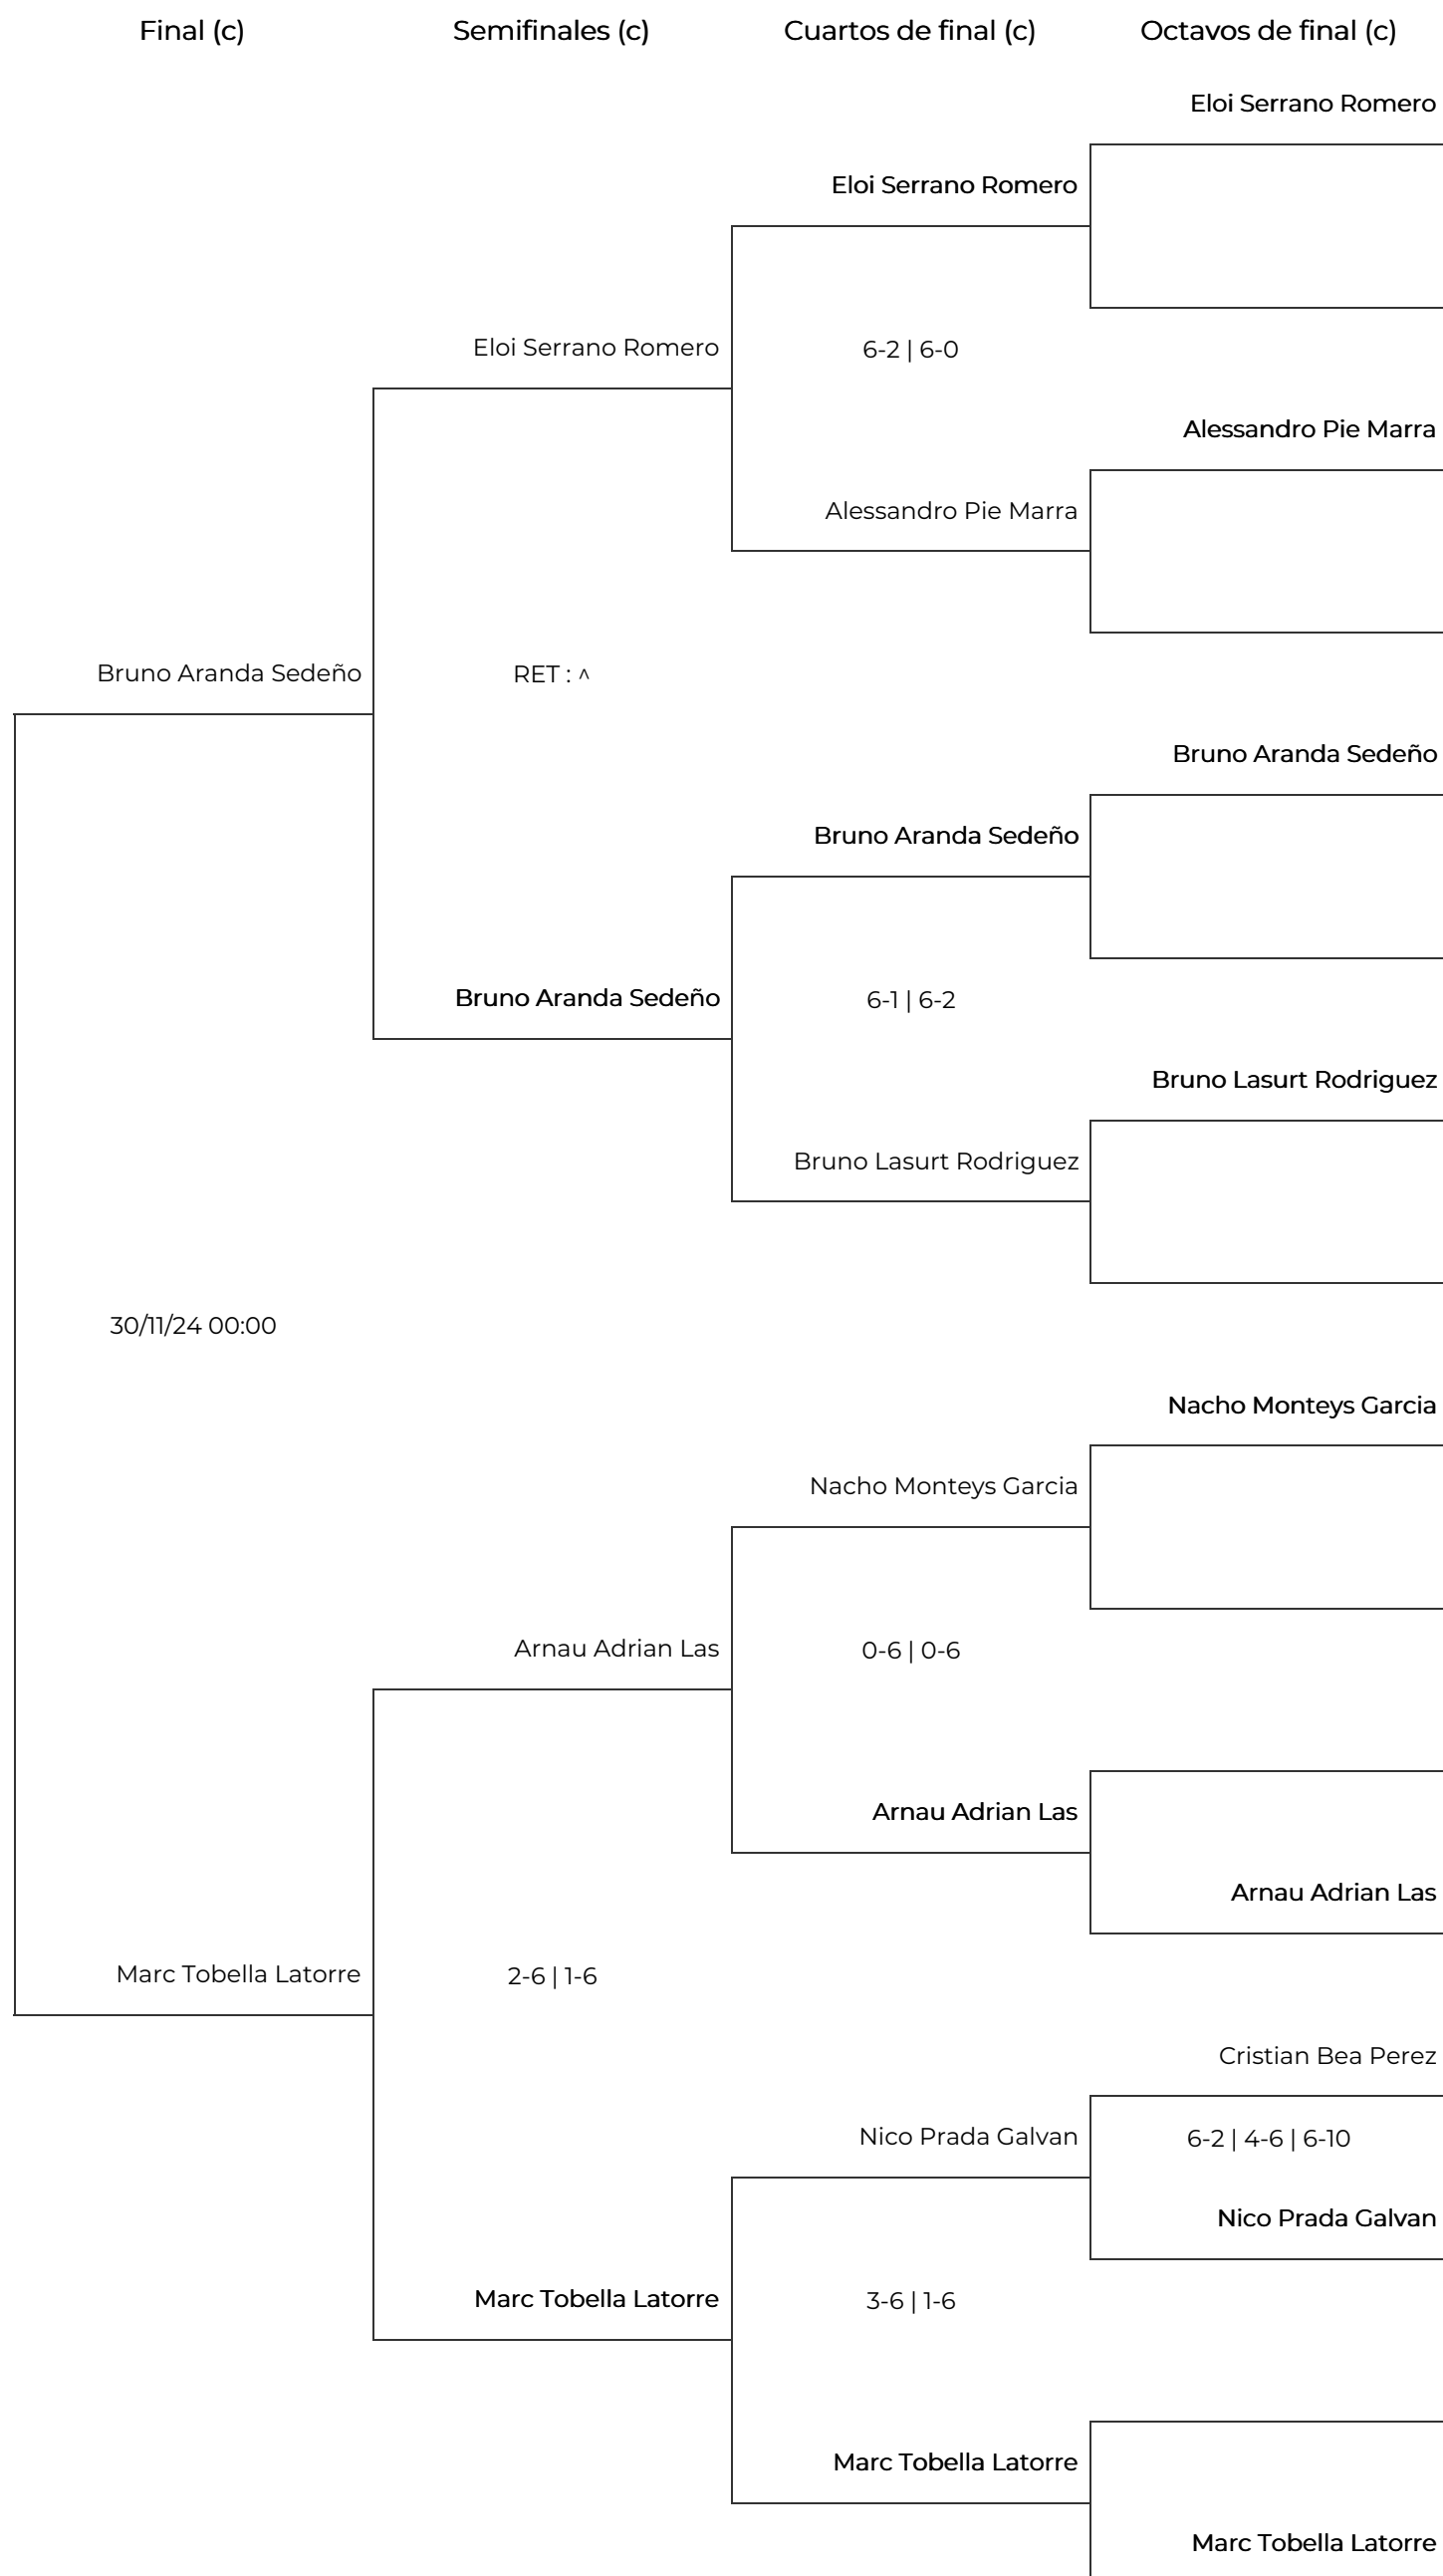 Final (c)
Semifinales (c)
Cuartos de final (c)
Octavos de final (c)
Eloi Serrano Romero
Eloi Serrano Romero
Eloi Serrano Romero
6-2 | 6-0
Alessandro Pie Marra
Alessandro Pie Marra
Bruno Aranda Sedeño
RET : ^
Bruno Aranda Sedeño
Bruno Aranda Sedeño
Bruno Aranda Sedeño
6-1 | 6-2
Bruno Lasurt Rodriguez
Bruno Lasurt Rodriguez
30/11/24 00:00
Nacho Monteys Garcia
Nacho Monteys Garcia
Arnau Adrian Las
0-6 | 0-6
Arnau Adrian Las
Arnau Adrian Las
Marc Tobella Latorre
2-6 | 1-6
Cristian Bea Perez
Nico Prada Galvan
6-2 | 4-6 | 6-10
Nico Prada Galvan
Marc Tobella Latorre
3-6 | 1-6
Marc Tobella Latorre
Marc Tobella Latorre